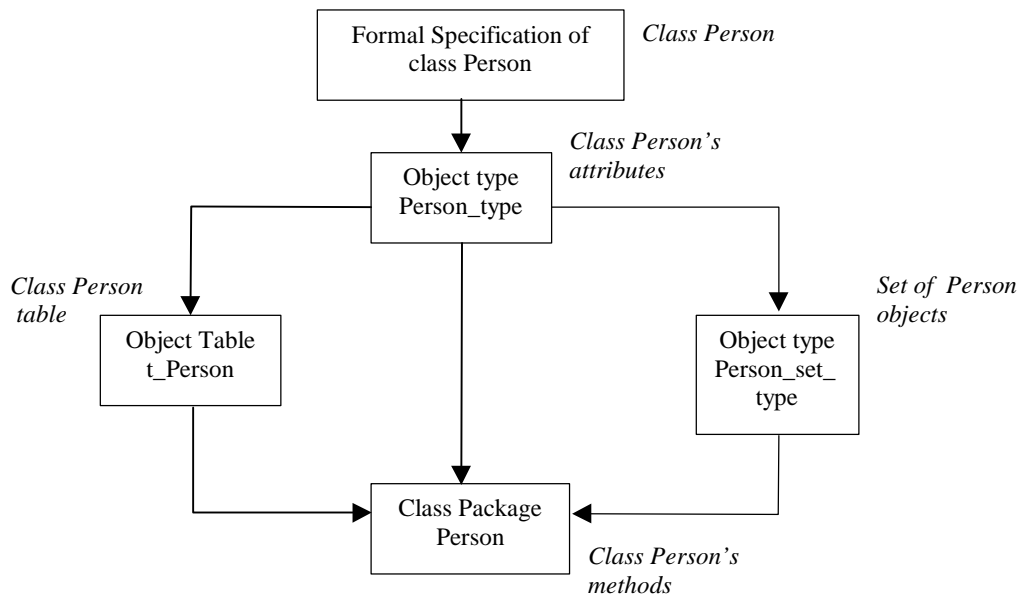 Formal Specification of
class Person
Class Person
Class Person's
attributes
Object type
Person_type
Class Person
table
Set of Person
objects
Object Table
t_Person
Object type
Person_set_
type
Class Package
Person
Class Person's
methods